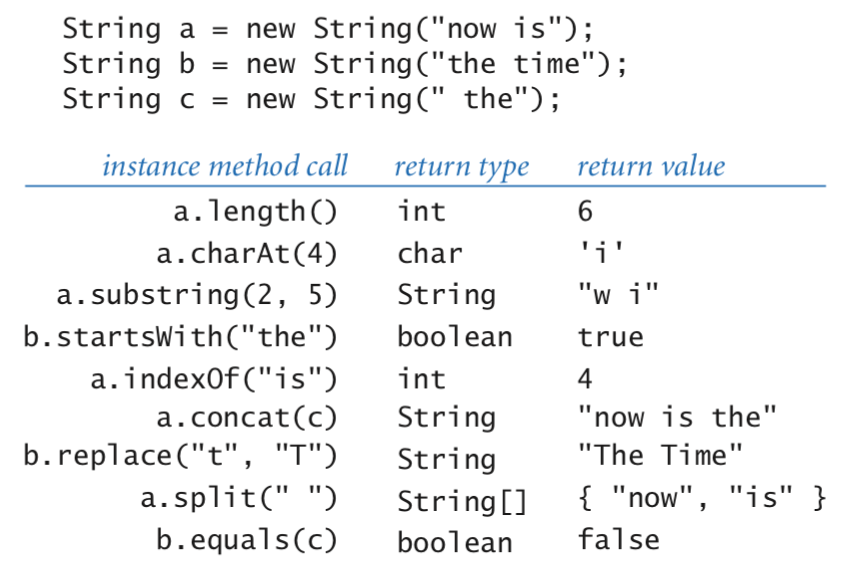 String a = new String("now is");
String b = new String("the time");
String c = new String(" the");
instance method call return type return value
a.length() int 6
a.charAt(4) char 'i'
a.substring(2, 5) String "w i"
b.startsWith("the") boolean true
a.indexOf("is") int 4
a.concat(c) String "now is the"
b.replace("t", "T") String "The Time"
a.split(" ") String[] { "now", "is" }
b.equals(c) boolean false